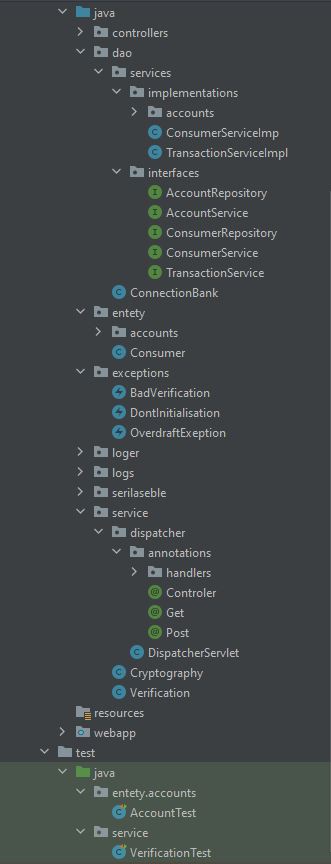 java
controllers
dao
services
implementations
accounts
ConsumerServiceImp
TransactionServiceImpl
interfaces
AccountRepository
AccountService
ConsumerRepository
ConsumerService
TransactionService
ConnectionBank
entety
accounts
Consumer
exceptions
BadVerification
DontInitialisation
OverdraftExeption
loger
logs
serilaseble
service
dispatcher
annotations
handlers
Controler
Get
Post
DispatcherServlet
Cryptography
Verification
resources
webapp
test
java
entety.accounts
AccountTest
service
VerificationTest